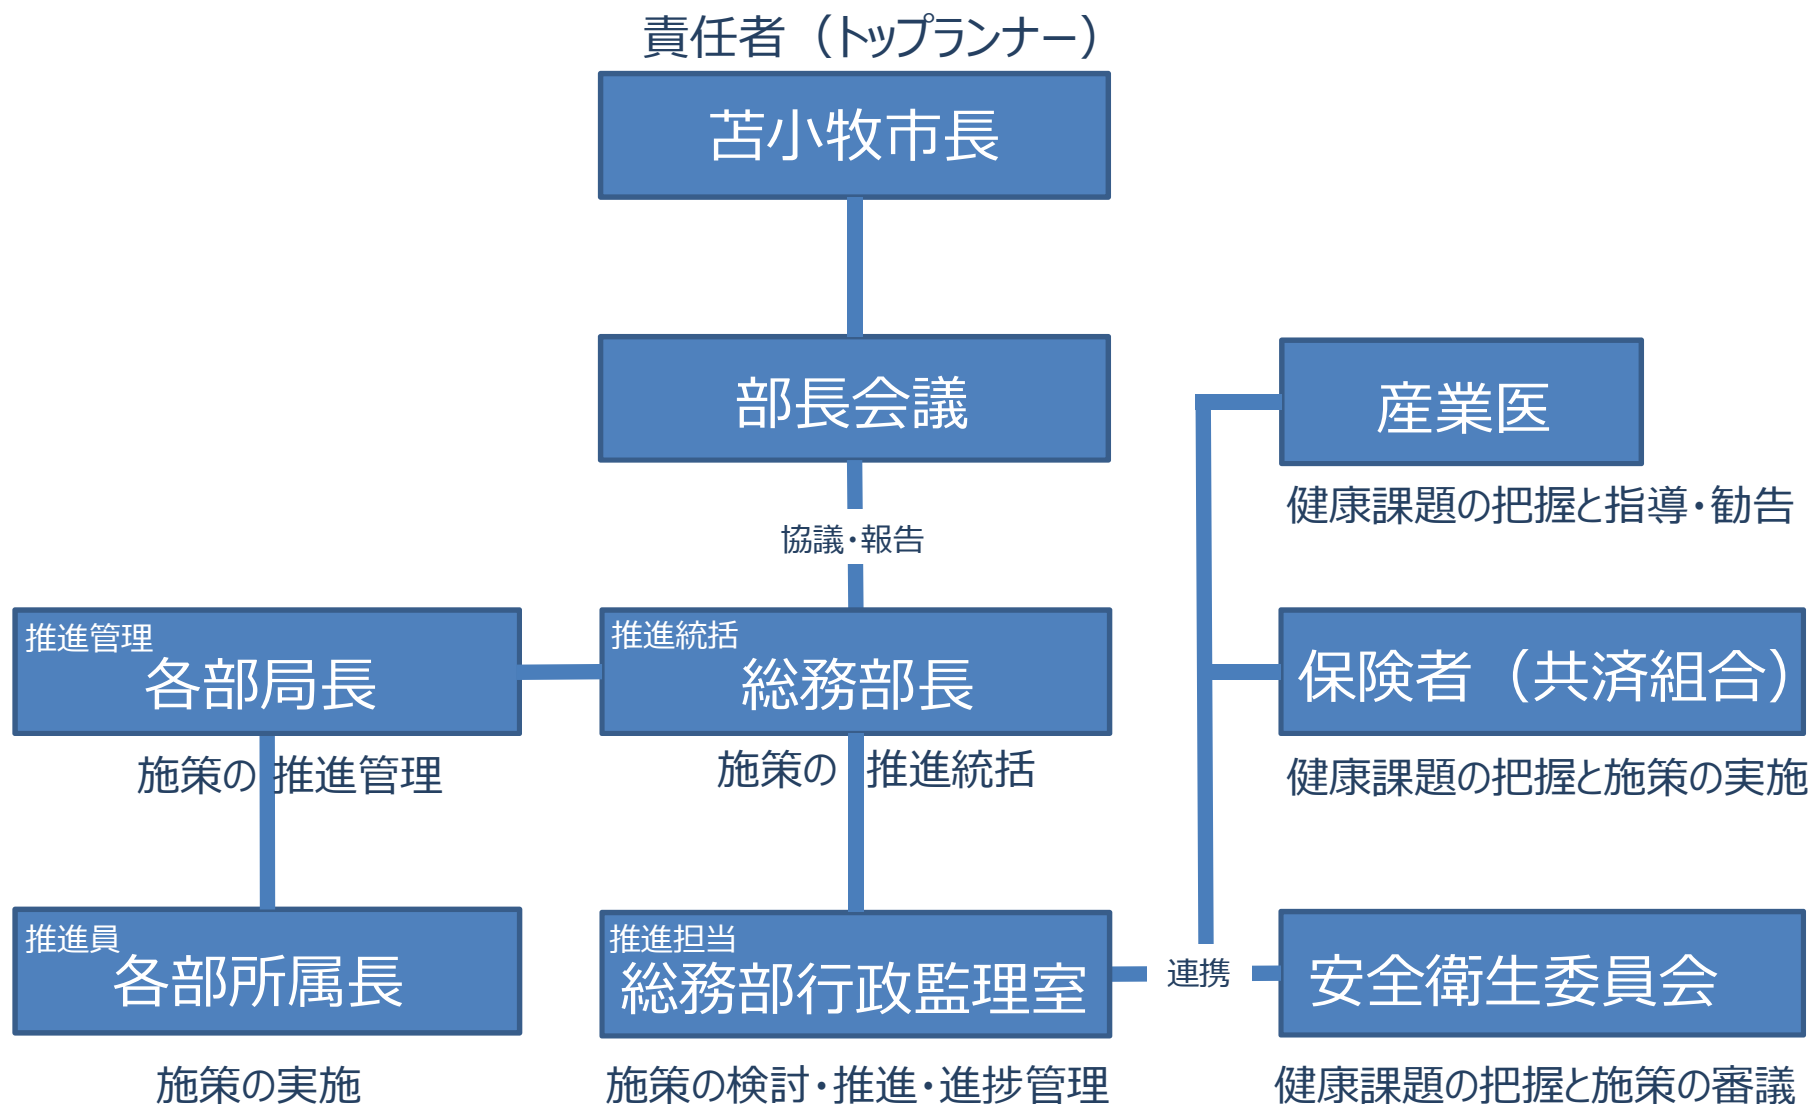 責任者（トップランナー）
苫小牧市長
部長会議
産業医
健康課題の把握と指導・勧告
協議・報告
推進管理
各部局長
施策の 推進管理
推進統括
総務部長
施策の 推進統括
保険者（共済組合）
健康課題の把握と施策の実施
推進員
各部所属長
施策の実施
推進担当
総務部行政監理室
施策の検討・推進・進捗管理
連携
安全衛生委員会
健康課題の把握と施策の審議